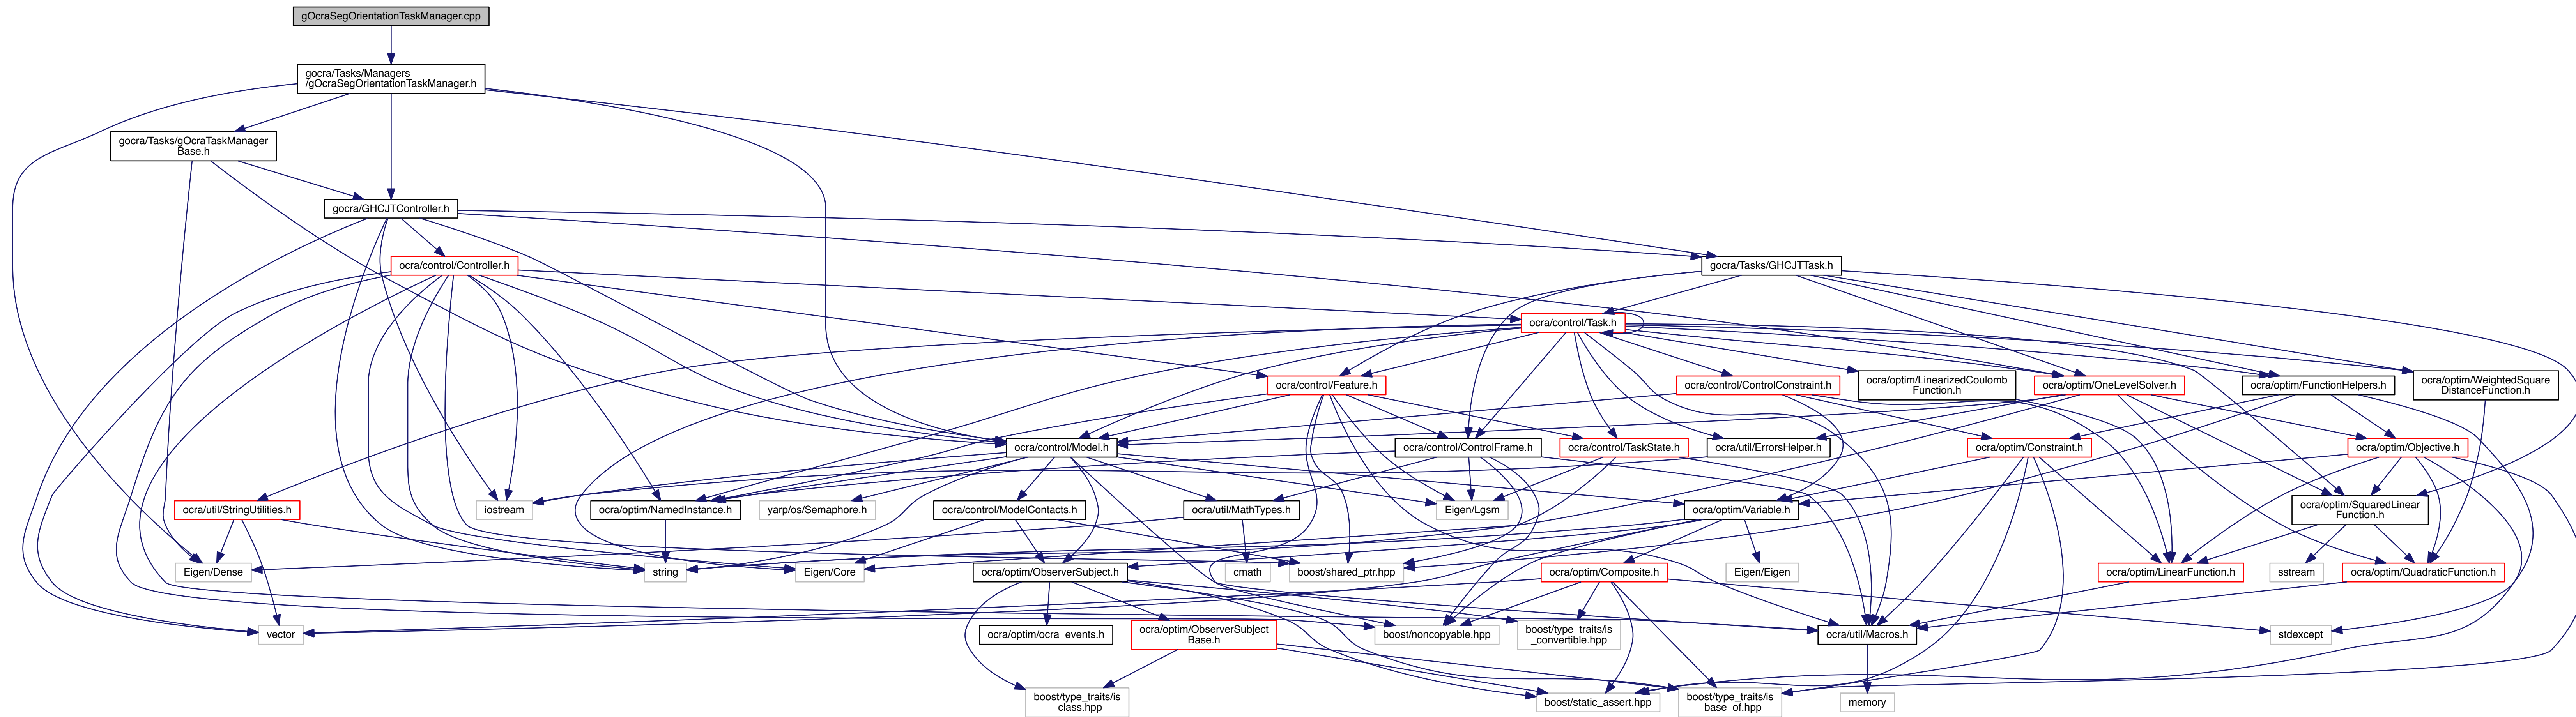 gOcraSegOrientationTaskManager.cpp
gocra/Tasks/Managers
/gOcraSegOrientationTaskManager.h
gocra/Tasks/gOcraTaskManager
Base.h
gocra/GHCJTController.h
ocra/control/Controller.h
gocra/Tasks/GHCJTTask.h
ocra/control/Task.h
ocra/control/Feature.h
ocra/control/ControlConstraint.h
ocra/optim/LinearizedCoulomb
Function.h
ocra/optim/OneLevelSolver.h
ocra/optim/FunctionHelpers.h
ocra/optim/WeightedSquare
DistanceFunction.h
ocra/control/Model.h
ocra/control/ControlFrame.h
ocra/control/TaskState.h
ocra/util/ErrorsHelper.h
ocra/optim/Constraint.h
ocra/optim/Objective.h
ocra/util/StringUtilities.h
iostream
ocra/optim/NamedInstance.h
yarp/os/Semaphore.h
ocra/control/ModelContacts.h
ocra/util/MathTypes.h
Eigen/Lgsm
ocra/optim/Variable.h
ocra/optim/SquaredLinear
Function.h
Eigen/Dense
string
Eigen/Core
ocra/optim/ObserverSubject.h
cmath
boost/shared_ptr.hpp
ocra/optim/Composite.h
Eigen/Eigen
ocra/optim/LinearFunction.h
sstream
ocra/optim/QuadraticFunction.h
vector
ocra/optim/ocra_events.h
ocra/optim/ObserverSubject
Base.h
boost/noncopyable.hpp
boost/type_traits/is
_convertible.hpp
ocra/util/Macros.h
stdexcept
boost/type_traits/is
_class.hpp
boost/static_assert.hpp
boost/type_traits/is
_base_of.hpp
memory